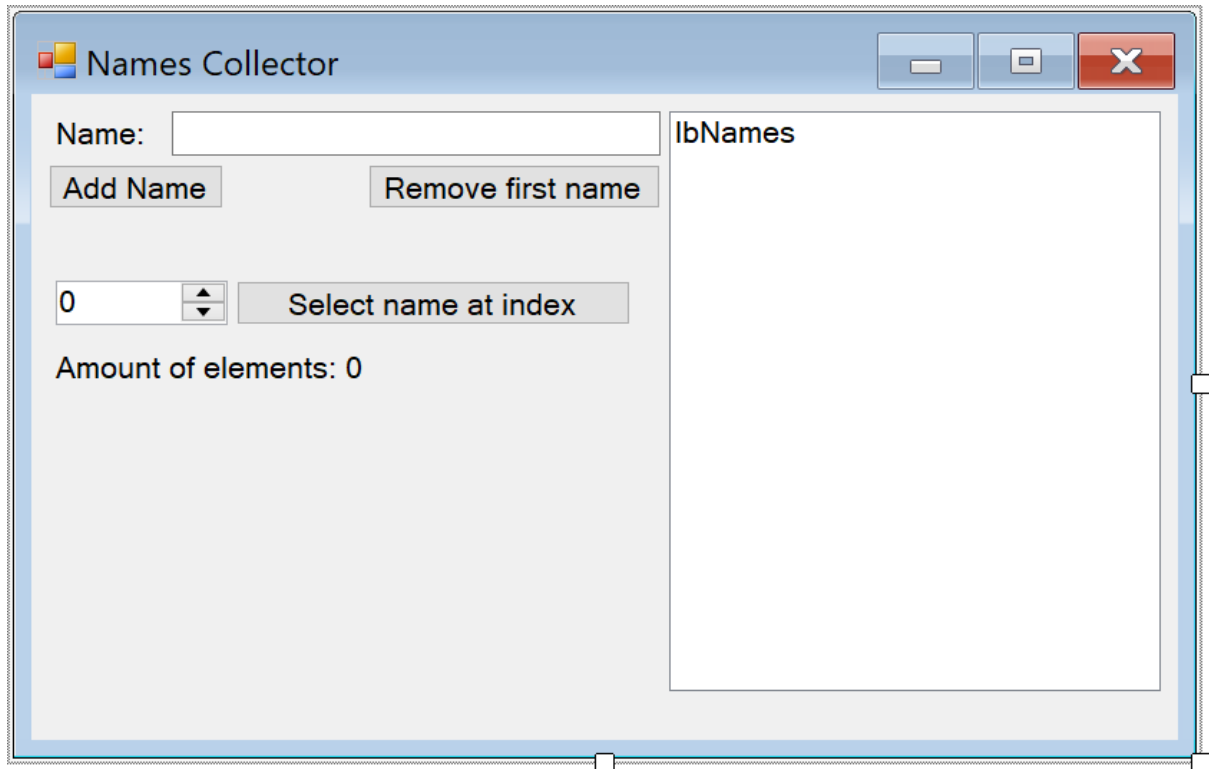 Names Collector
Name:
lbNames
Add Name
Remove first name
0
Select name at index
Amount of elements: 0